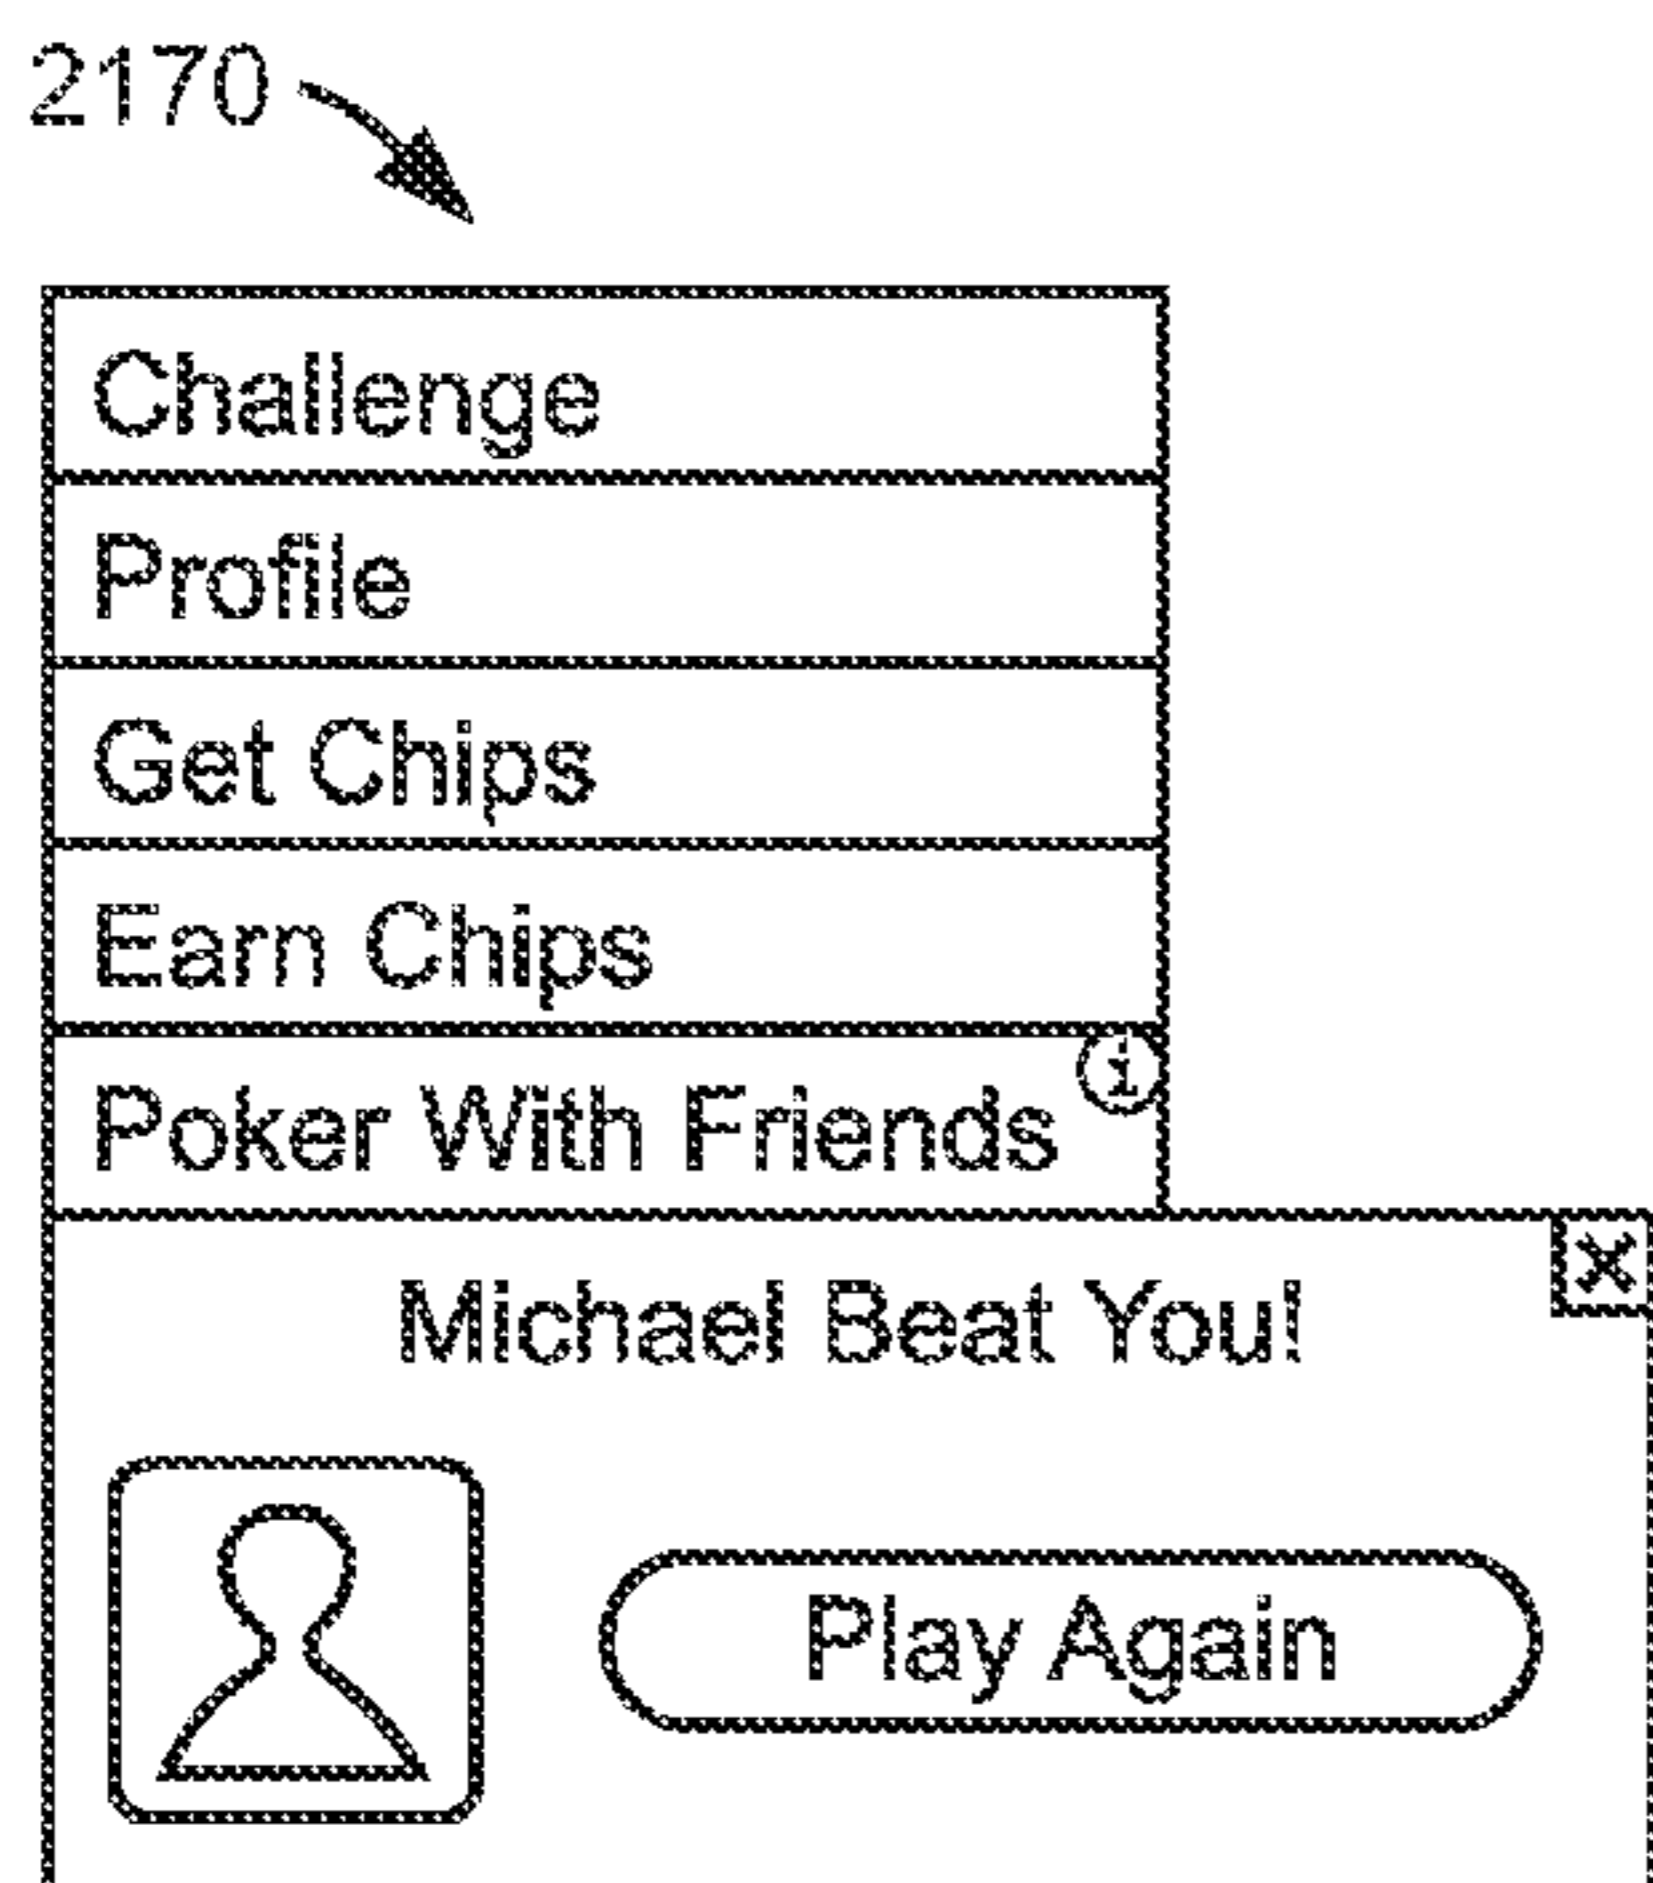 2170
Challenge
Profile
Get Chips
Earn Chips
i
Poker With Friends
X
Michael Beat You!
Play Again